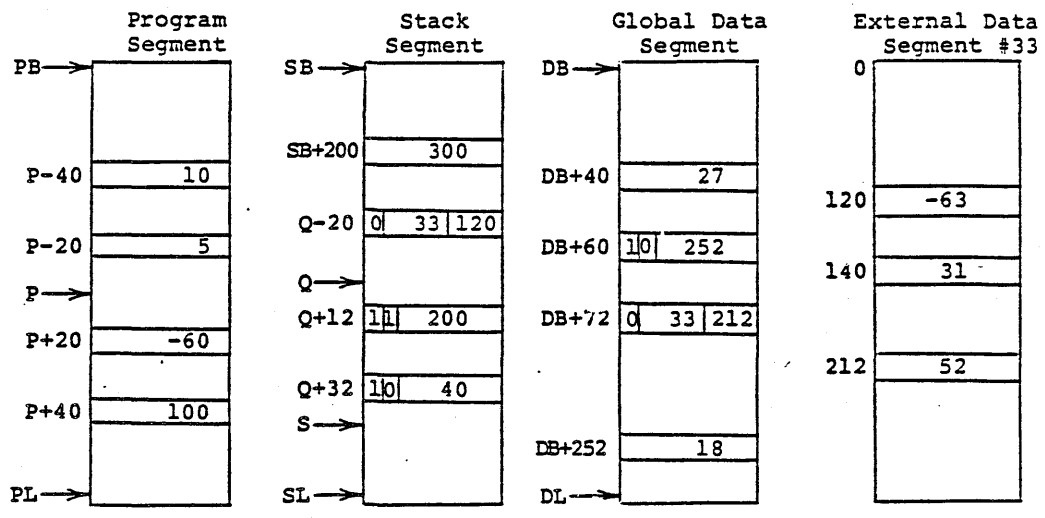 Program Segment
Stack Segment
Global Data Segment
External Data Segment #33
PB
P-40 10
P-20 5
P
P+20 -60
P+40 100
PL
SB
SB+200 300
Q-20 0 33 120
Q
Q+12 1 1 200
Q+32 1 0 40
S
SL
DB
DB+40 27
DB+60 1 0 252
DB+72 0 33 212
DB+252 18
DL
0
120 -63
140 31
212 52